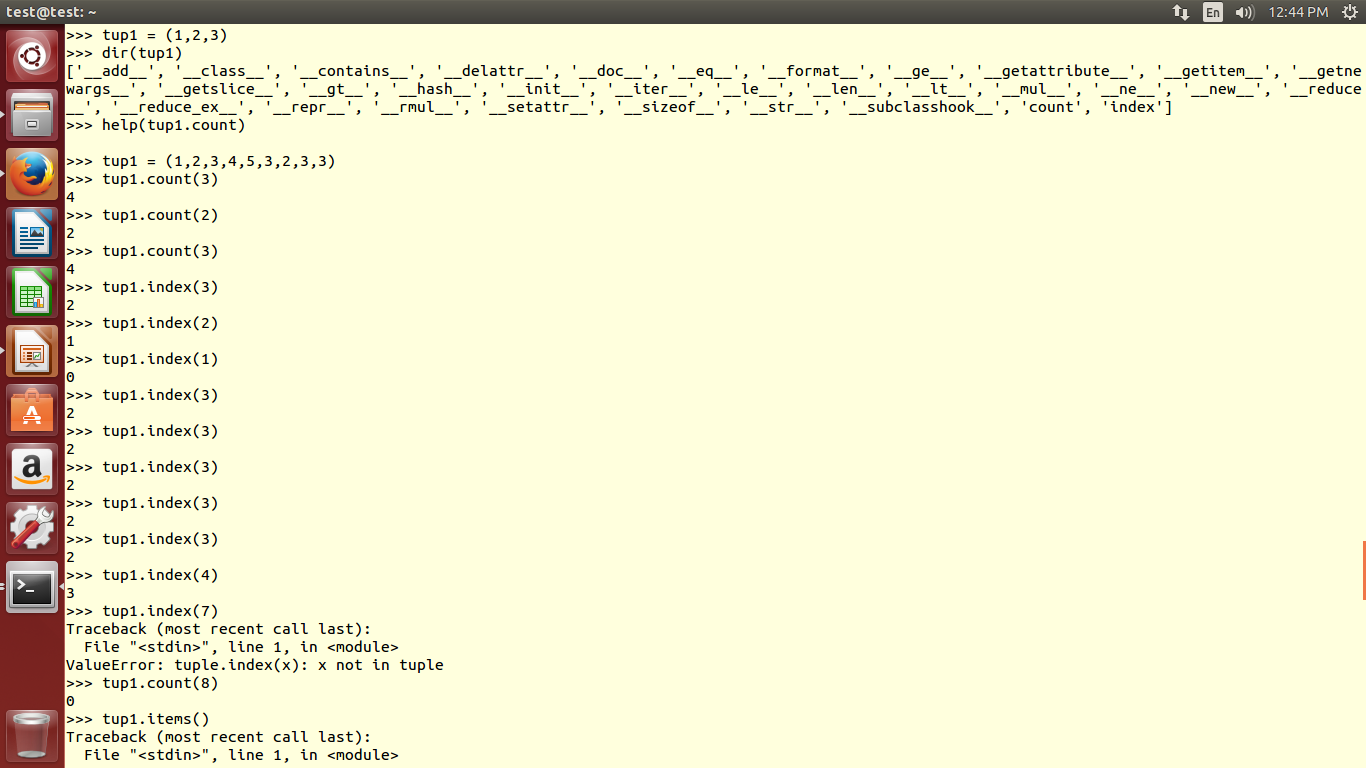 test@test: ~
En
12:44 PM
>>> tup1 = (1,2,3)
>>> dir(tup1)
['__add__', '__class__', '__contains__', '__delattr__', '__doc__', '__eq__', '__format__', '__ge__', '__getattribute__', '__getitem__', '__getne
wargs__', '__getslice__', '__gt__', '__hash__', '__init__', '__iter__', '__le__', '__len__', '__lt__', '__mul__', '__ne__', '__new__', '__reduce
__', '__reduce_ex__', '__repr__', '__rmul__', '__setattr__', '__sizeof__', '__str__', '__subclasshook__', 'count', 'index']
>>> help(tup1.count)
>>> tup1 = (1,2,3,4,5,3,2,3,3)
>>> tup1.count(3)
4
>>> tup1.count(2)
2
>>> tup1.count(3)
4
>>> tup1.index(3)
2
>>> tup1.index(2)
1
>>> tup1.index(1)
0
>>> tup1.index(3)
2
>>> tup1.index(3)
2
>>> tup1.index(3)
2
>>> tup1.index(3)
2
>>> tup1.index(3)
2
>>> tup1.index(4)
3
>>> tup1.index(7)
Traceback (most recent call last):
  File "<stdin>", line 1, in <module>
ValueError: tuple.index(x): x not in tuple
>>> tup1.count(8)
0
>>> tup1.items()
Traceback (most recent call last):
  File "<stdin>", line 1, in <module>